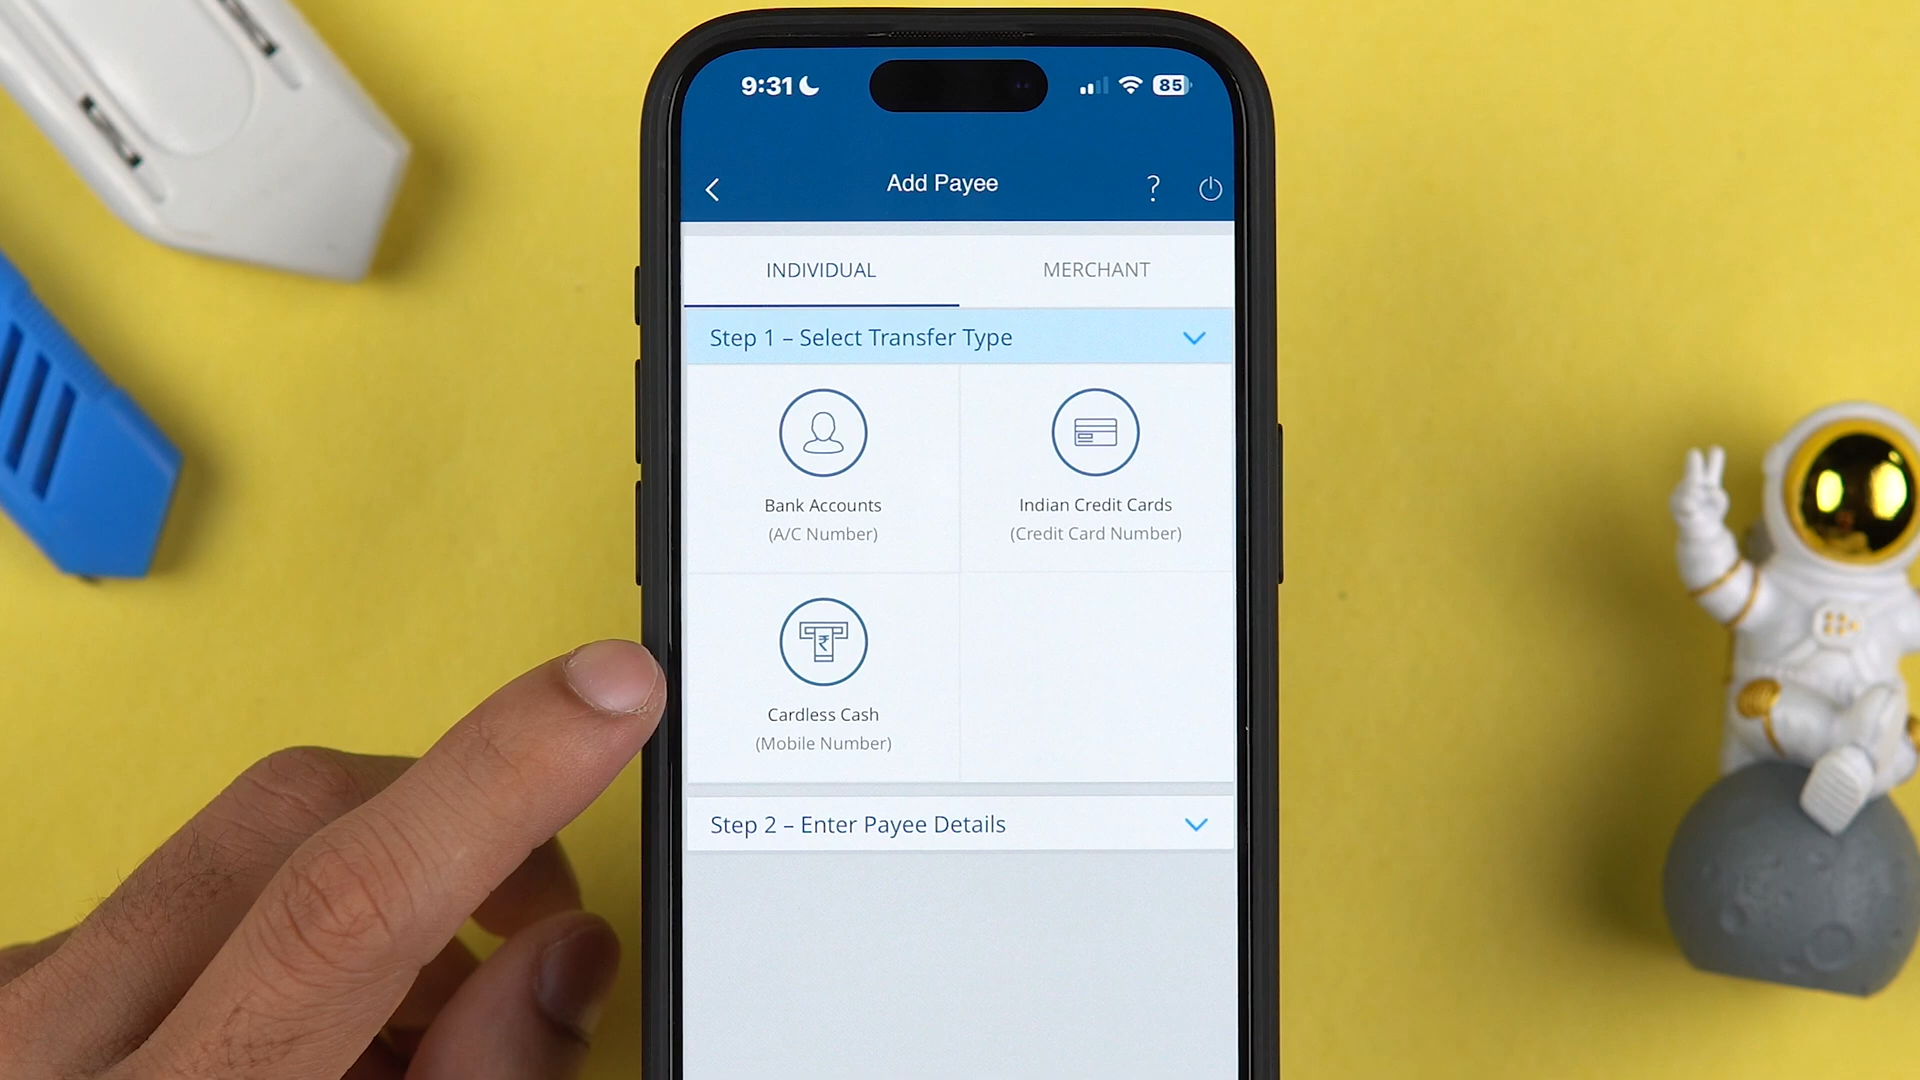 9:31
85
Add Payee
?
INDIVIDUAL
MERCHANT
Step 1 – Select Transfer Type
Bank Accounts
(A/C Number)
Indian Credit Cards
(Credit Card Number)
₹
Cardless Cash
(Mobile Number)
Step 2 – Enter Payee Details